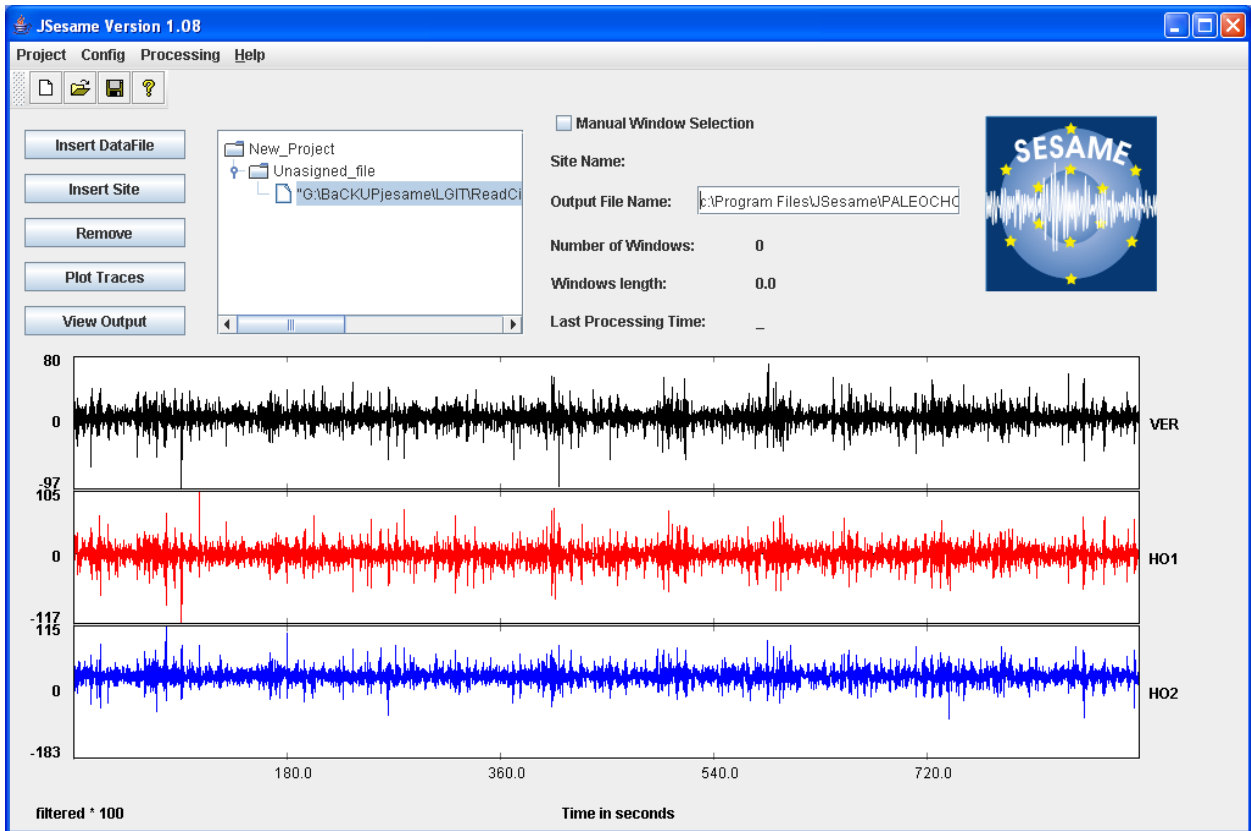 JSesame Version 1.08
Project Config Processing Help
Insert DataFile
Insert Site
Remove
Plot Traces
View Output
New_Project
Unasigned_file
"G:\BaCKUPjesame\LGIT\ReadCi
Manual Window Selection
Site Name:
Output File Name: c:\Program Files\JSesame\PALEOCHO
Number of Windows: 0
Windows length: 0.0
Last Processing Time: _
SESAME
80
0
-97
VER
105
0
-117
HO1
115
0
-183
HO2
180.0 360.0 540.0 720.0
filtered * 100 Time in seconds